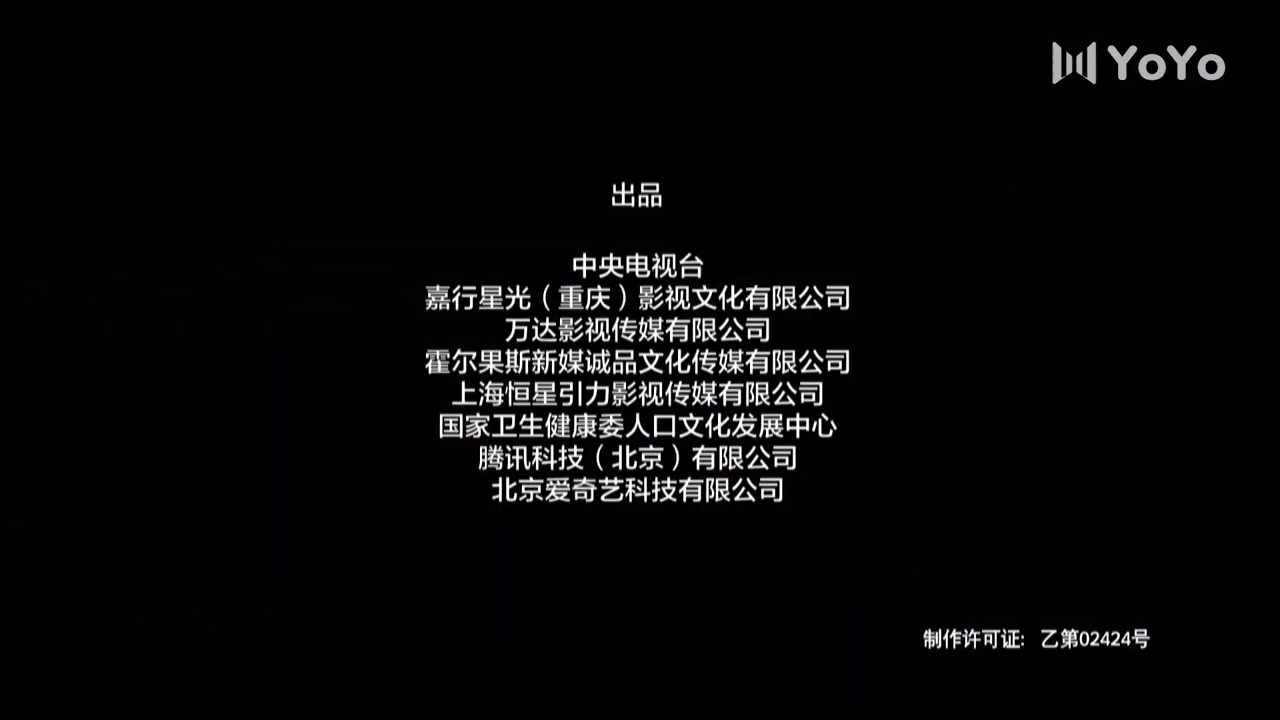 YoYo
出品
中央电视台
嘉行星光（重庆）影视文化有限公司
万达影视传媒有限公司
霍尔果斯新媒诚品文化传媒有限公司
上海恒星引力影视传媒有限公司
国家卫生健康委人口文化发展中心
腾讯科技（北京）有限公司
北京爱奇艺科技有限公司
制作许可证: 乙第02424号